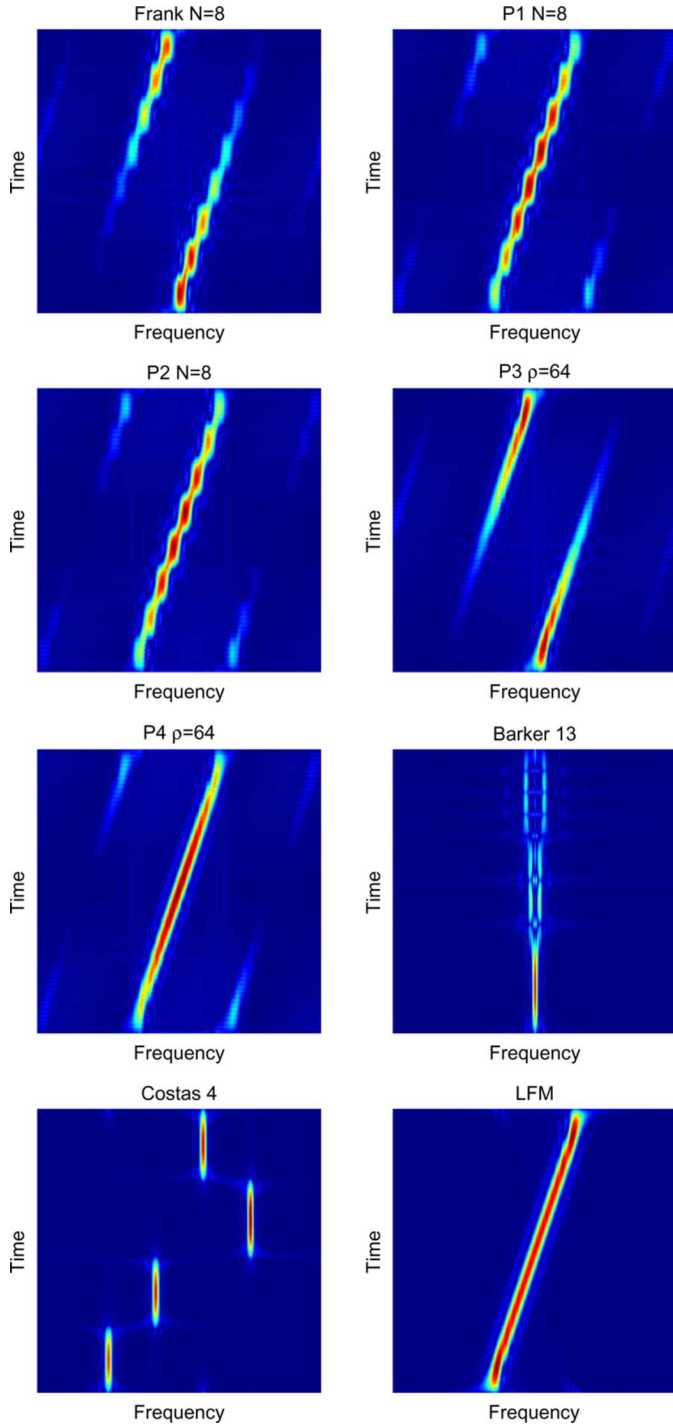 Frank N=8
P1 N=8
Time
Time
Frequency
Frequency
P2 N=8
P3 ρ=64
Time
Time
Frequency
Frequency
P4 ρ=64
Barker 13
Time
Time
Frequency
Frequency
Costas 4
LFM
Time
Time
Frequency
Frequency